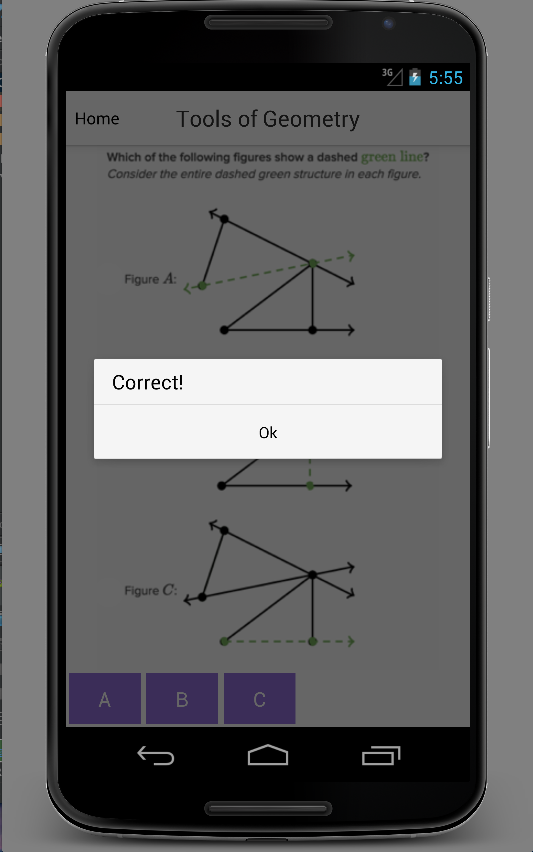 3G 5:55
Home Tools of Geometry
Which of the following figures show a dashed green line?
Consider the entire dashed green structure in each figure.
Figure A:
Correct!
Ok
Figure C:
A B C